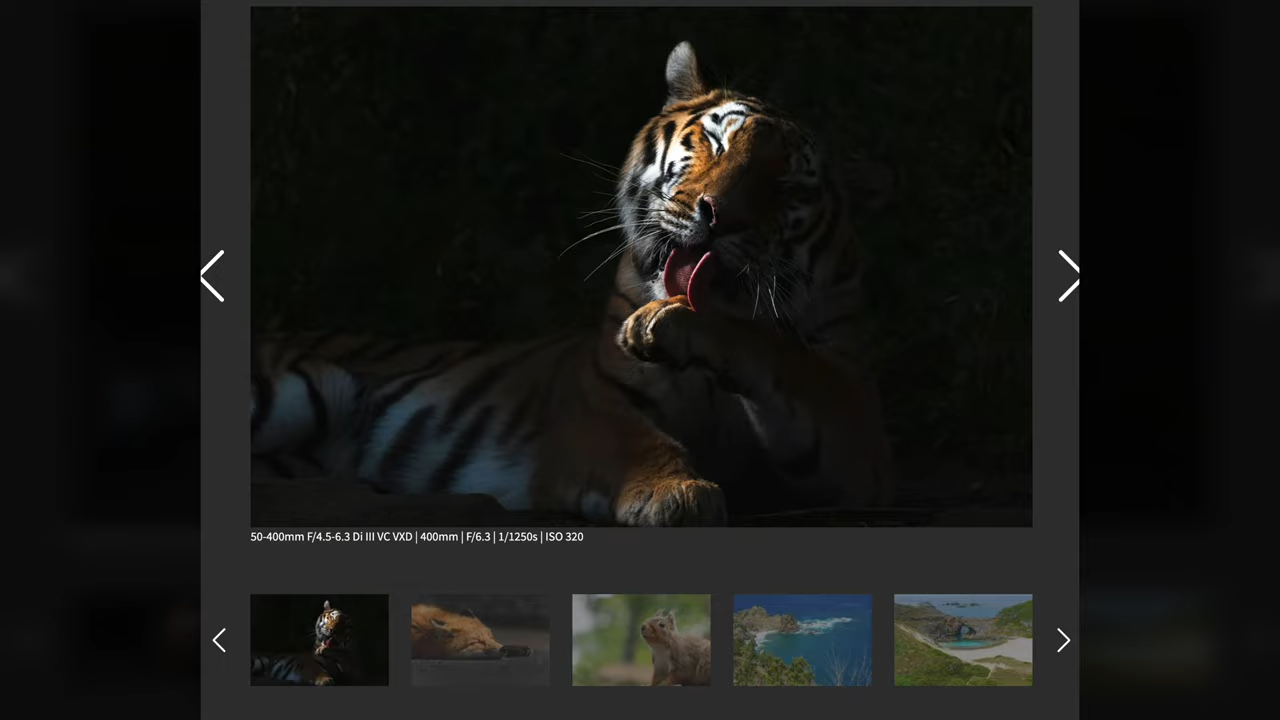 50-400mm F/4.5-6.3 Di III VC VXD | 400mm | F/6.3 | 1/1250s | ISO 320